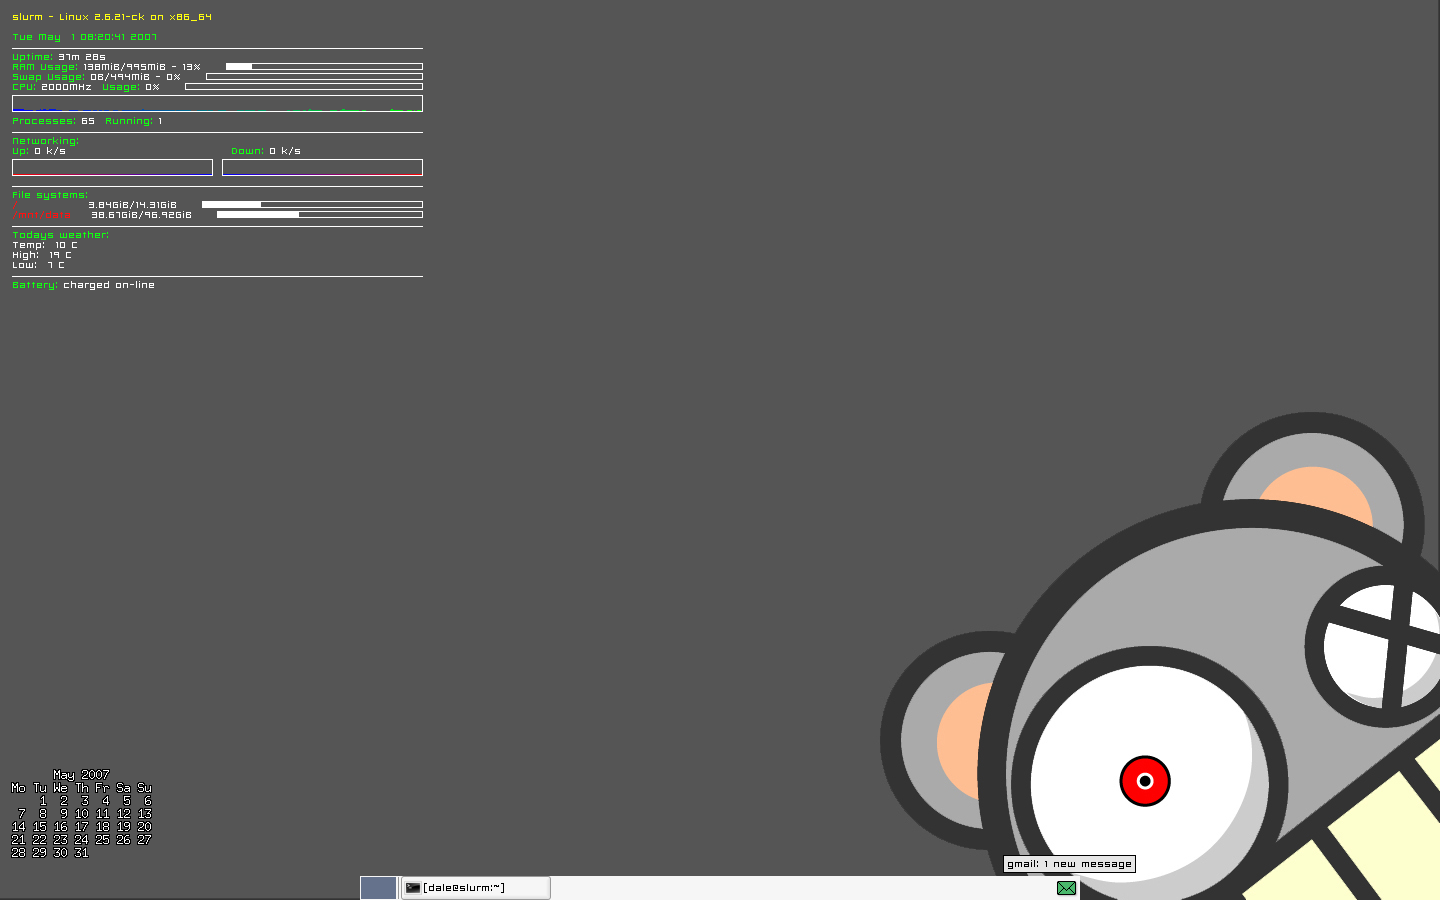 slurm - Linux 2.6.21-ck on x86_64
Tue May  1 08:20:41 2007
Uptime: 37m 28s
RAM Usage: 138MiB/995MiB - 13%
Swap Usage: 0B/494MiB - 0%
CPU: 2000MHz  Usage: 0%
Processes: 65  Running: 1
Networking:
Up: 0 k/s  Down: 0 k/s
File systems:
/ 3.84GiB/14.31GiB
38.67GiB/96.92GiB
Todays weather:
Temp:  10 C
High:  19 C
Low:  7 C
Battery: charged on-line
May 2007
Mo Tu We Th Fr Sa Su
1 2 3 4 5 6
7 8 9 10 11 12 13
14 15 16 17 18 19 20
21 22 23 24 25 26 27
28 29 30 31
gmail: 1 new message
[dale@slurm:~]